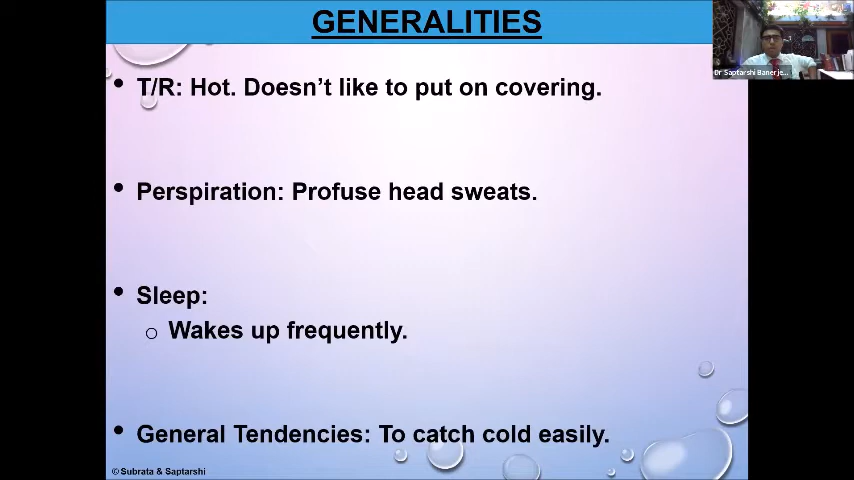 GENERALITIES
Dr Saptarshi Banerje...
• T/R: Hot. Doesn't like to put on covering.
• Perspiration: Profuse head sweats.
• Sleep:
o Wakes up frequently.
• General Tendencies: To catch cold easily.
© Subrata & Saptarshi